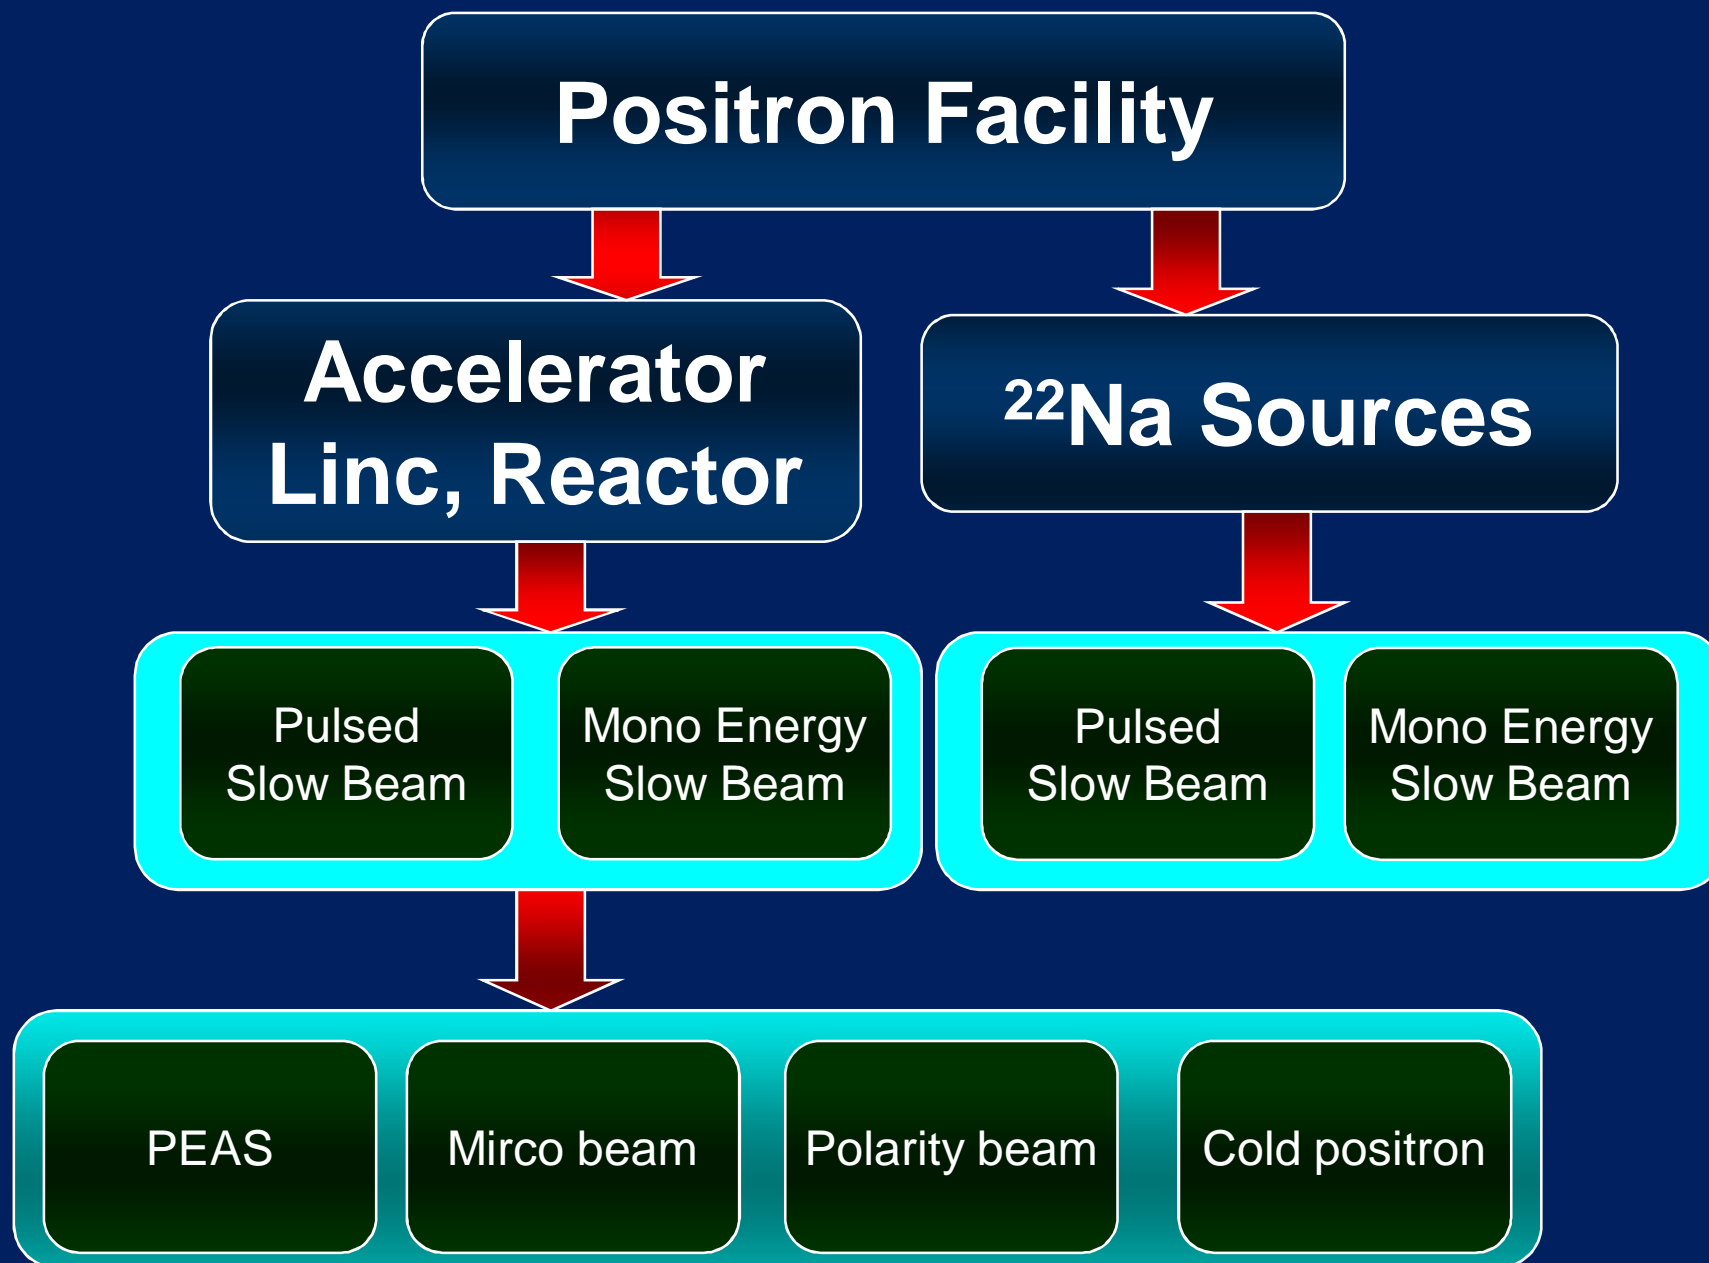 Positron Facility
Accelerator
Linc, Reactor
²²Na Sources
Pulsed
Slow Beam
Mono Energy
Slow Beam
Pulsed
Slow Beam
Mono Energy
Slow Beam
PEAS
Mirco beam
Polarity beam
Cold positron